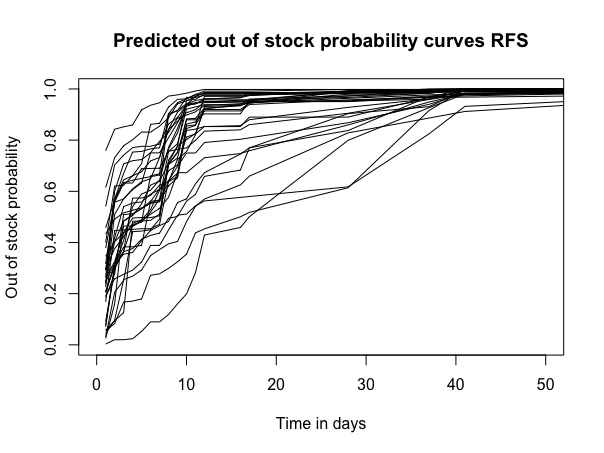 Predicted out of stock probability curves RFS
Out of stock probability
1.0
0.8
0.6
0.4
0.2
0.0
0 10 20 30 40 50
Time in days